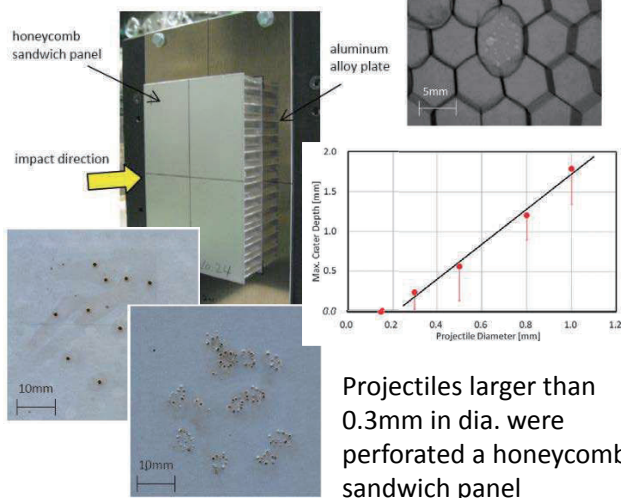 honeycomb
sandwich panel
aluminum
alloy plate
impact direction
5mm
Max. Crater Depth [mm]
2.0
1.5
1.0
0.5
0.0
0.0 0.2 0.4 0.6 0.8 1.0 1.2
Projectile Diameter [mm]
10mm
10mm
Projectiles larger than
0.3mm in dia. were
perforated a honeycomb
sandwich panel